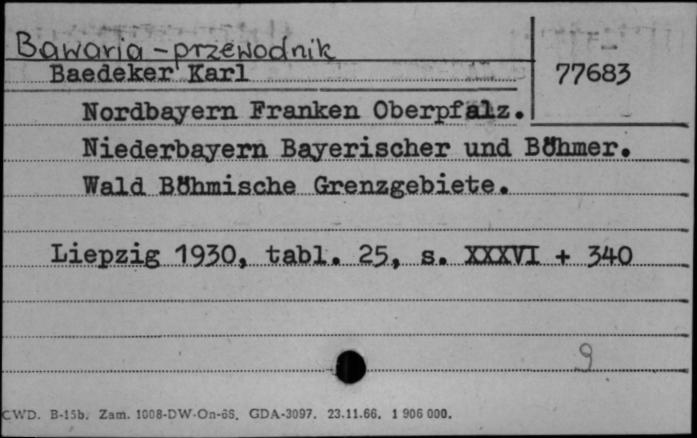 Bawaria - przewodnik
Baedeker Karl
77683
Nordbayern Franken Oberpfalz.
Niederbayern Bayerischer und Böhmer.
Wald Böhmische Grenzgebiete.
Liepzig 1930, tabl. 25, s. XXXVI + 340
9
CWD. B-15b. Zam. 1008-DW-On-66. GDA-3097. 23.11.66. 1 906 000.